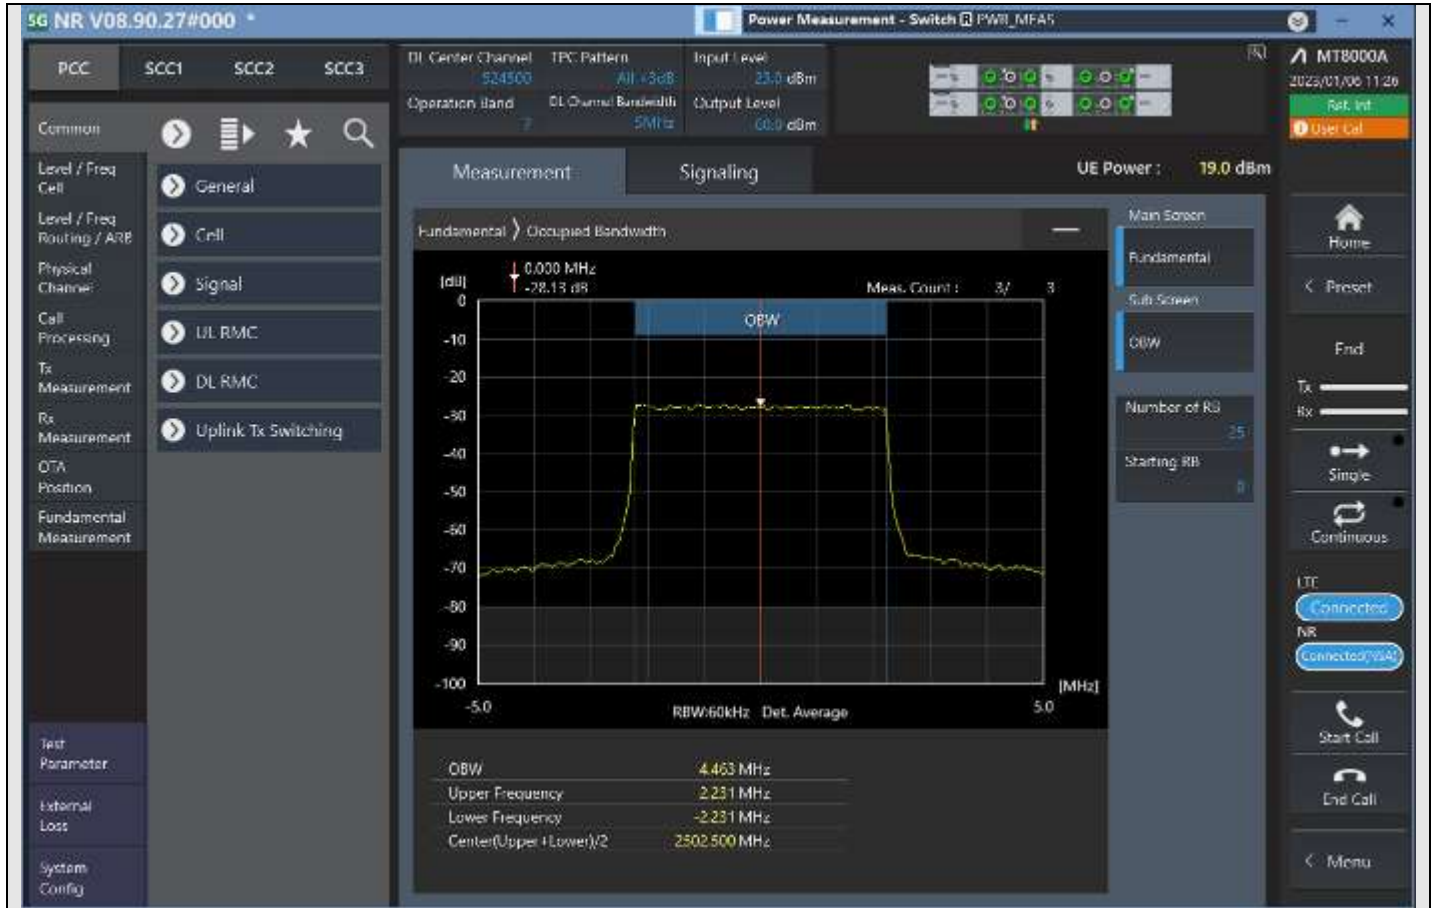 5G NR V08.90.27#000 *
Power Measurement - Switch
PWR_MEAS
PCC SCC1 SCC2 SCC3
DL Center Channel
524500
TPC Pattern
All +3dB
Input Level
23.0 dBm
Operation Band
7
DL Channel Bandwidth
5MHz
Output Level
dBm
MT8000A
2023/01/06 11:26
Ref. Int
User Cal
Common
Level / Freq
Cell
Level / Freq
Routing / ARB
Physical
Channel
Call
Processing
Tx
Measurement
Rx
Measurement
OTA
Position
Fundamental
Measurement
Test
Parameter
External
Loss
System
Config
General
Cell
Signal
UL RMC
DL RMC
Uplink Tx Switching
Measurement Signaling
UE Power : 19.0 dBm
Fundamental > Occupied Bandwidth
[dB]
0.000 MHz
-28.13 dB
Meas. Count : 3/ 3
OBW
0
-10
-20
-30
-40
-50
-60
-70
-80
-90
-100
-5.0
5.0
[MHz]
RBW:60kHz Det. Average
OBW 4.463 MHz
Upper Frequency 2.231 MHz
Lower Frequency -2.231 MHz
Center(Upper+Lower)/2 2502.500 MHz
Main Screen
Fundamental
Sub Screen
OBW
Number of RB
25
Starting RB
0
Home
< Preset
End
Tx
Rx
Single
Continuous
LTE
Connected
NR
Connected(NSA)
Start Call
End Call
< Menu